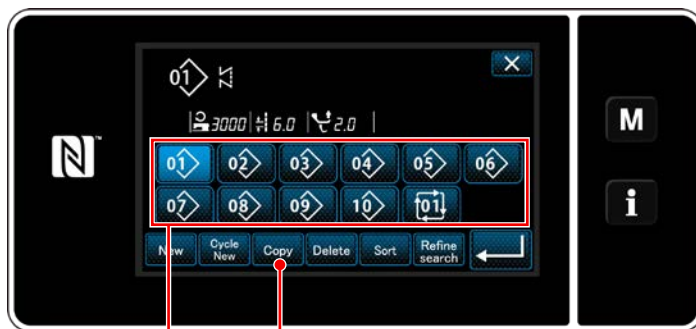 01
3000 6.0 2.0
01 02 03 04 05 06
07 08 09 10 01
New Cycle New Copy Delete Sort Refine search
N M
i